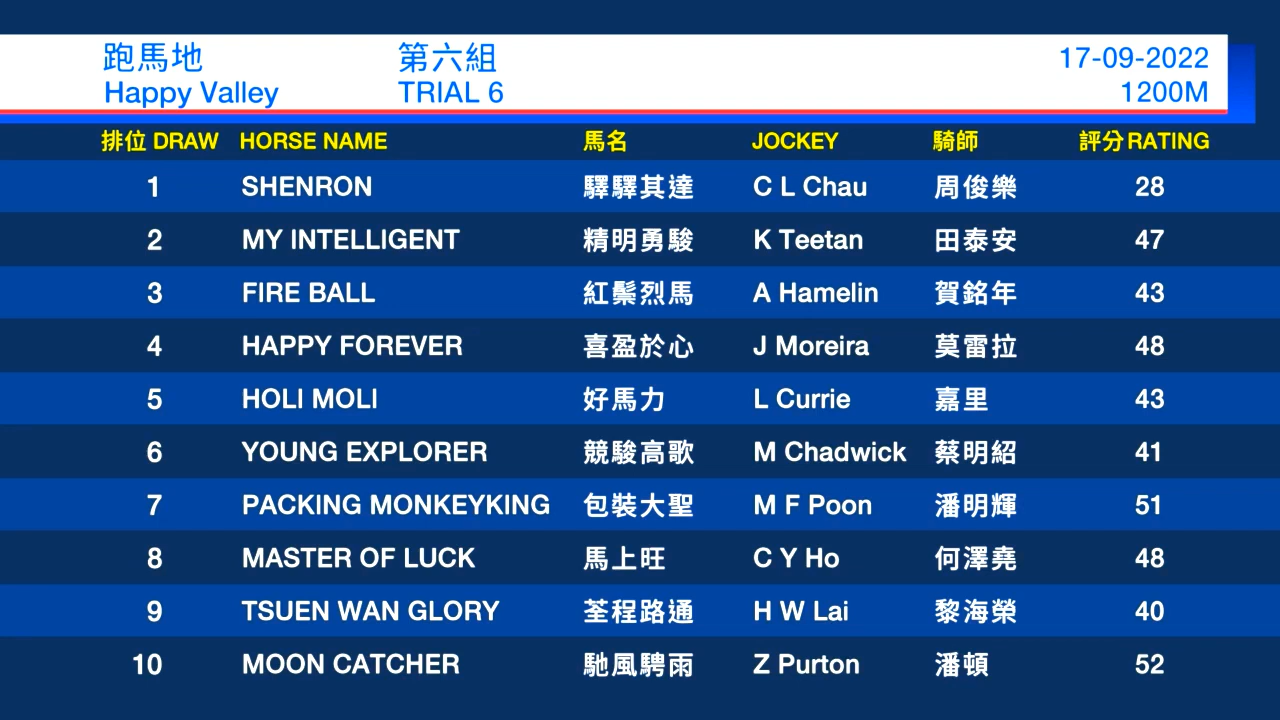 跑馬地 第六組 17-09-2022
Happy Valley TRIAL 6 1200M
排位 DRAW HORSE NAME 馬名 JOCKEY 騎師 評分 RATING
1 SHENRON 驛驛其達 C L Chau 周俊樂 28
2 MY INTELLIGENT 精明勇駿 K Teetan 田泰安 47
3 FIRE BALL 紅鬃烈馬 A Hamelin 賀銘年 43
4 HAPPY FOREVER 喜盈於心 J Moreira 莫雷拉 48
5 HOLI MOLI 好馬力 L Currie 嘉里 43
6 YOUNG EXPLORER 競駿高歌 M Chadwick 蔡明紹 41
7 PACKING MONKEYKING 包裝大聖 M F Poon 潘明輝 51
8 MASTER OF LUCK 馬上旺 C Y Ho 何澤堯 48
9 TSUEN WAN GLORY 荃程路通 H W Lai 黎海榮 40
10 MOON CATCHER 馳風騁雨 Z Purton 潘頓 52